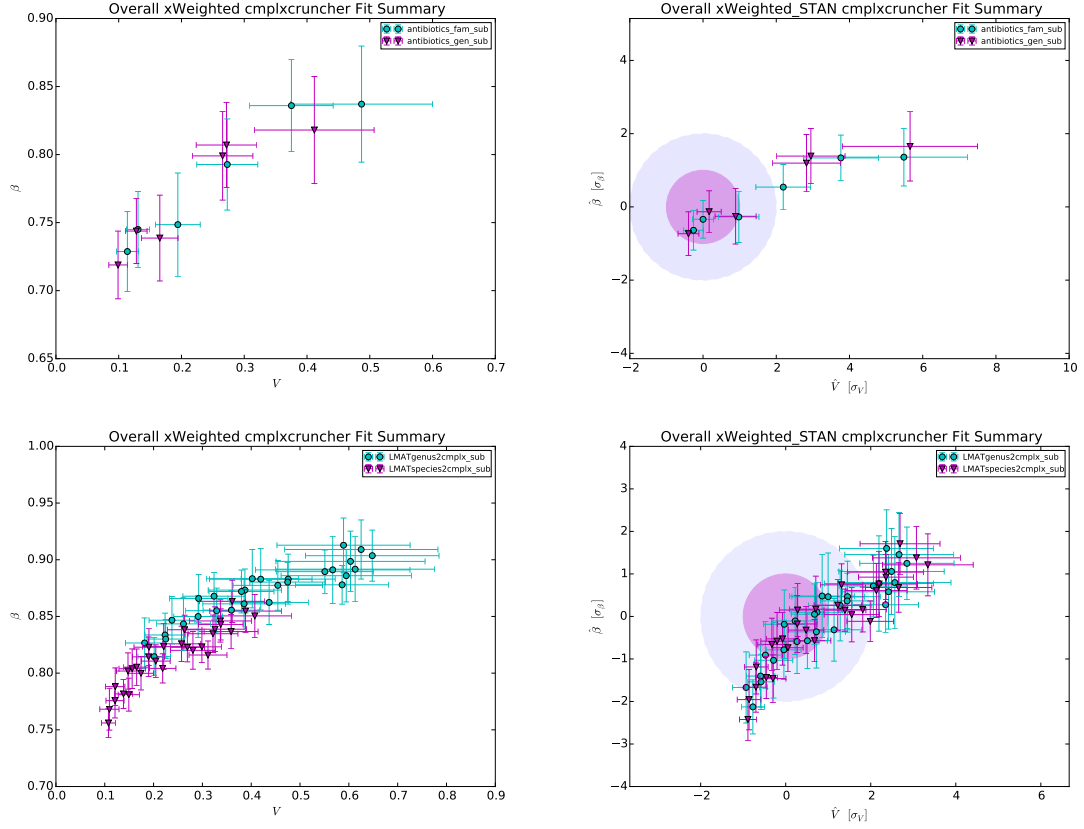 Overall xWeighted cmplxcruncher Fit Summary
antibiotics_fam_sub
antibiotics_gen_sub
0.90
0.85
0.80
0.75
0.70
0.65
β
0.0
0.1
0.2
0.3
0.4
0.5
0.6
0.7
V
Overall xWeighted_STAN cmplxcruncher Fit Summary
antibiotics_fam_sub
antibiotics_gen_sub
4
2
0
−2
−4
β̂ [σ_β]
−2
0
2
4
6
8
10
V̂ [σ_V]
Overall xWeighted cmplxcruncher Fit Summary
LMATgenus2cmplx_sub
LMATspecies2cmplx_sub
1.00
0.95
0.90
0.85
0.80
0.75
0.70
β
0.0
0.1
0.2
0.3
0.4
0.5
0.6
0.7
0.8
0.9
V
Overall xWeighted_STAN cmplxcruncher Fit Summary
LMATgenus2cmplx_sub
LMATspecies2cmplx_sub
4
3
2
1
0
−1
−2
−3
−4
β̂ [σ_β]
−2
0
2
4
6
V̂ [σ_V]